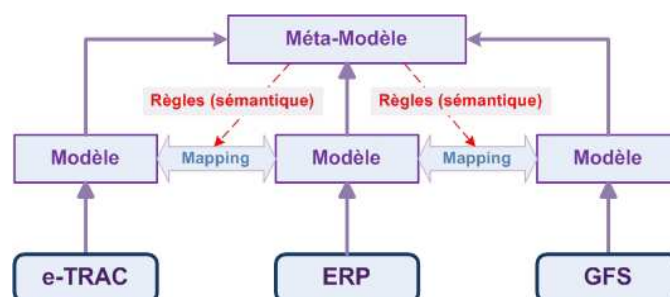 Méta-Modèle
Règles (sémantique)
Règles (sémantique)
Modèle
Mapping
Modèle
Mapping
Modèle
e-TRAC
ERP
GFS